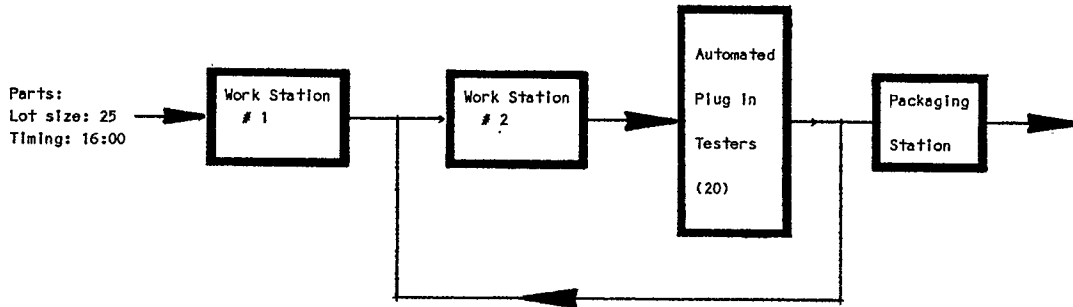 Parts:
Lot size: 25
Timing: 16:00
Work Station
# 1
Work Station
# 2
Automated
Plug in
Testers
(20)
Packaging
Station